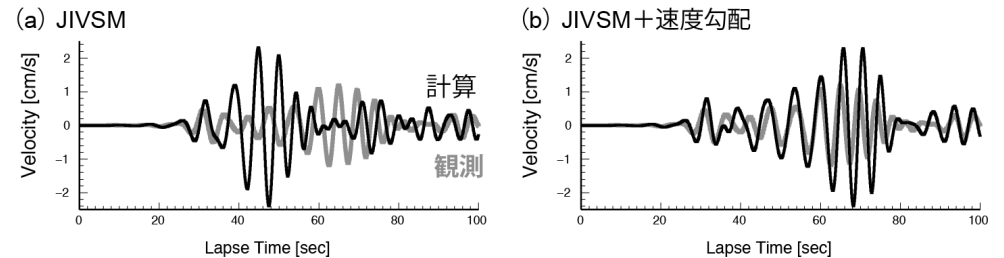 (a) JIVSM
Velocity [cm/s]
2
1
0
−1
−2
計算
観測
0 20 40 60 80 100
Lapse Time [sec]
(b) JIVSM＋速度勾配
Velocity [cm/s]
2
1
0
−1
−2
0 20 40 60 80 100
Lapse Time [sec]